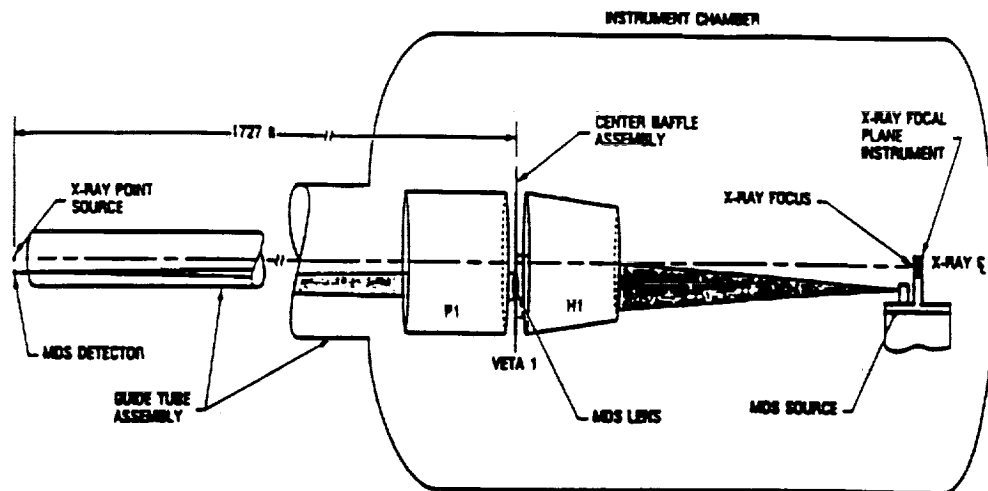 INSTRUMENT CHAMBER
1727 ft
CENTER BAFFLE
ASSEMBLY
X-RAY FOCAL
PLANE
INSTRUMENT
X-RAY POINT
SOURCE
X-RAY FOCUS
X-RAY ℄
P1
H1
MDS DETECTOR
VETA 1
GUIDE TUBE
ASSEMBLY
MDS LENS
MDS SOURCE